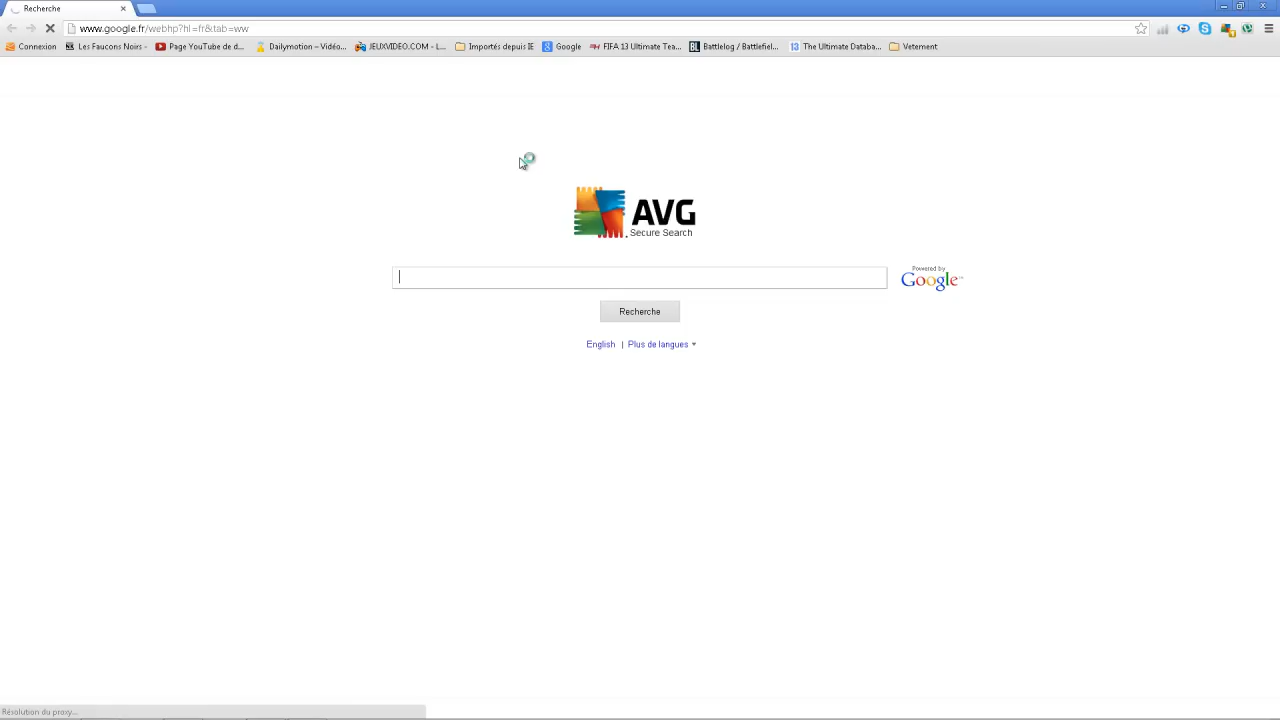 Recherche
www.google.fr/webhp?hl=fr&tab=ww
Connexion Les Faucons Noirs - Page YouTube de d... Dailymotion – Vidéo... JEUXVIDEO.COM - L... Importés depuis IE Google FIFA 13 Ultimate Tea... Battlelog / Battlefiel... 13 The Ultimate Databa... Vetement
AVG
Secure Search
Powered by
Google
Recherche
English | Plus de langues
Résolution du proxy...